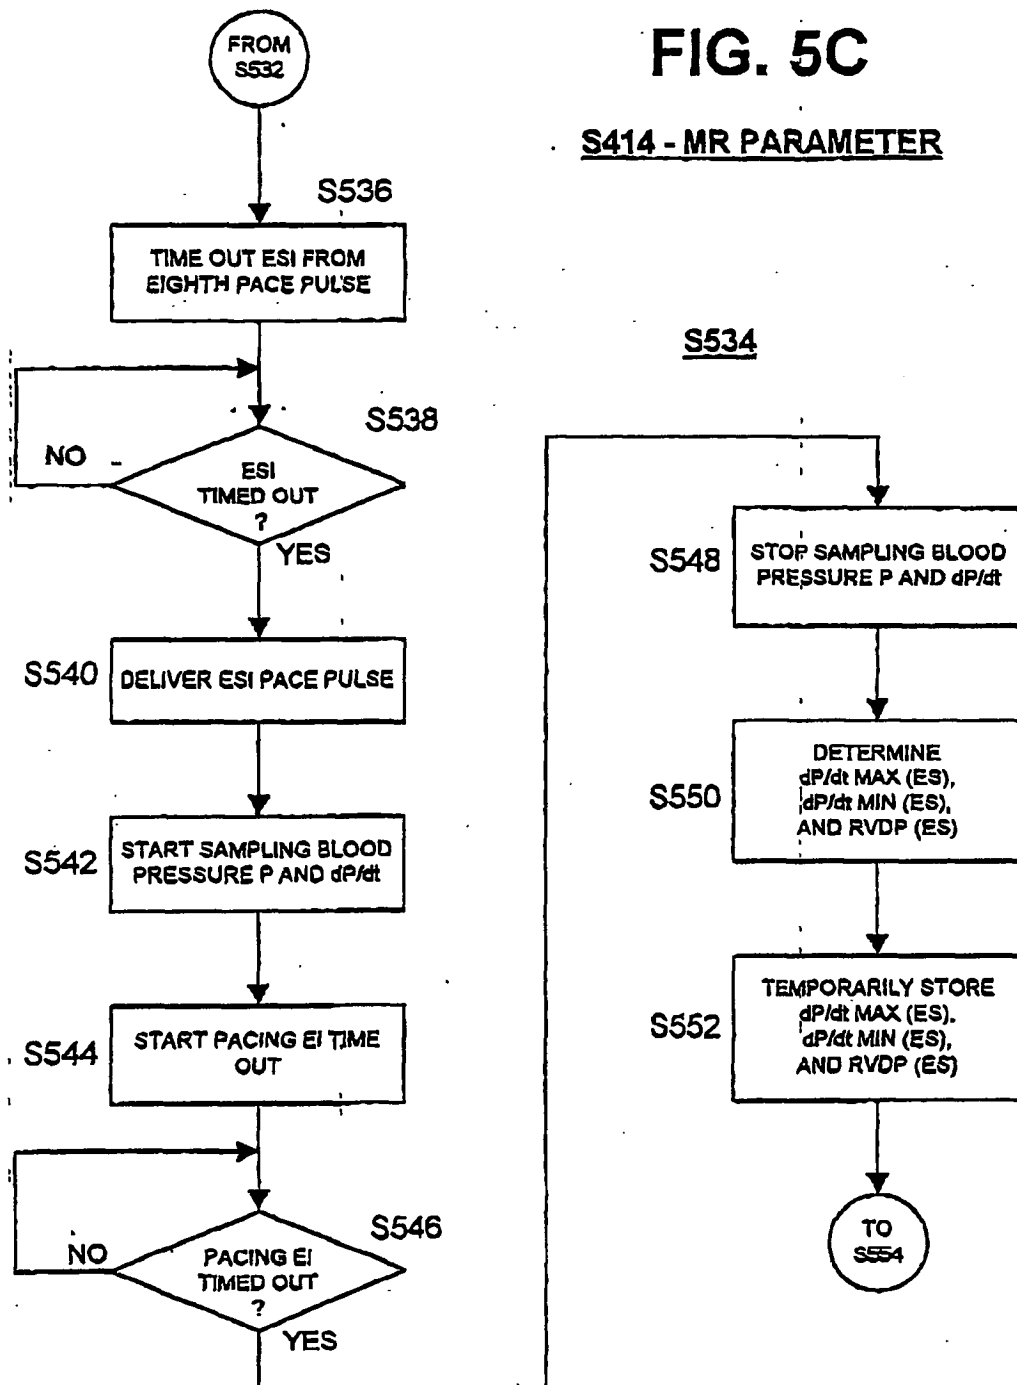 FIG. 5C
S414 - MR PARAMETER
S534
FROM
S532
S536
TIME OUT ESI FROM
EIGHTH PACE PULSE
S538
NO
ESI
TIMED OUT
?
YES
S540
DELIVER ESI PACE PULSE
S542
START SAMPLING BLOOD
PRESSURE P AND dP/dt
S544
START PACING EI TIME
OUT
S546
NO
PACING EI
TIMED OUT
?
YES
S548
STOP SAMPLING BLOOD
PRESSURE P AND dP/dt
S550
DETERMINE
dP/dt MAX (ES),
dP/dt MIN (ES),
AND RVDP (ES)
S552
TEMPORARILY STORE
dP/dt MAX (ES).
dP/dt MIN (ES),
AND RVDP (ES)
TO
S554